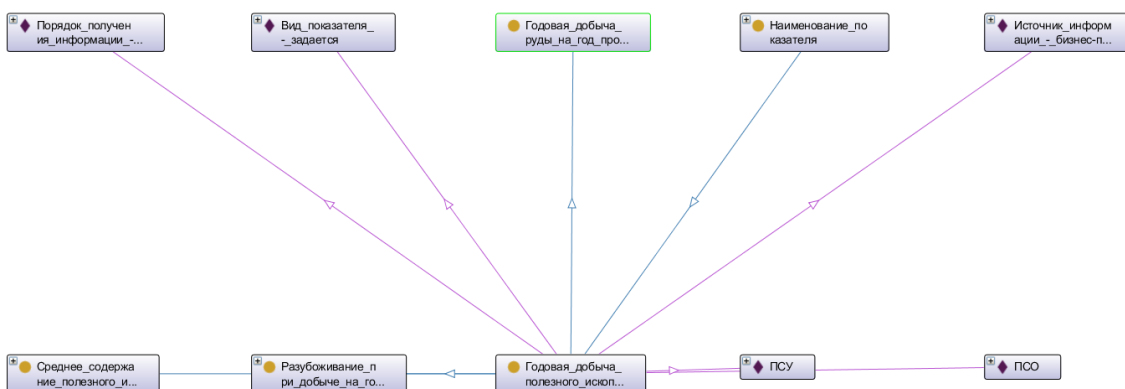 Порядок_получен
ия_информации_-...
Вид_показателя_
-_задается
Годовая_добыча_
руды_на_год_про...
Наименование_по
казателя
Источник_информ
ации_-_бизнес-п...
Среднее_содержа
ние_полезного_и...
Разубоживание_п
ри_добыче_на_го...
Годовая_добыча_
полезного_ископ...
ПСУ
ПСО